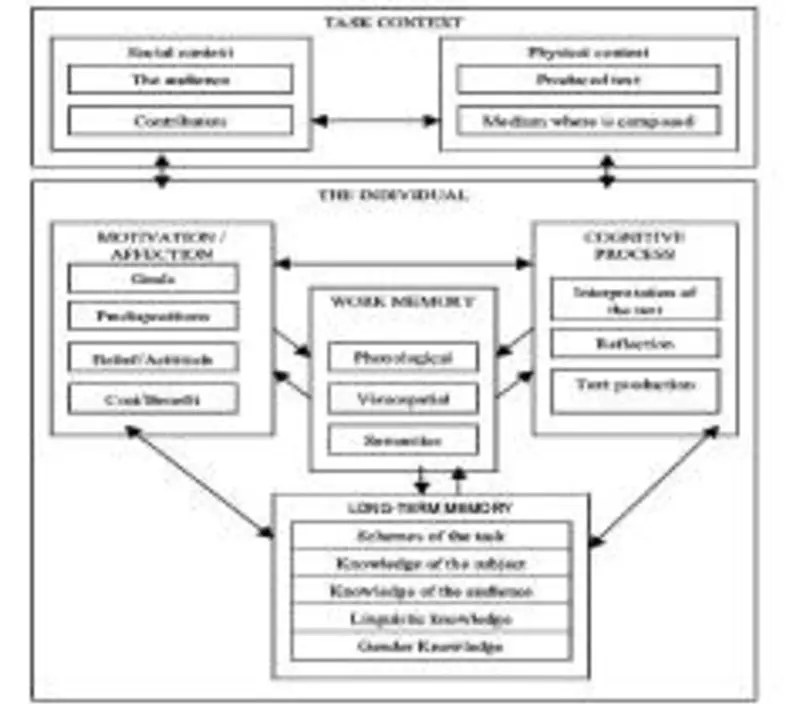 TASK CONTEXT
Social context
The audience
Contributors
Physical context
Produced text
Medium where is composed
THE INDIVIDUAL
MOTIVATION /
AFFECTION
Goals
Predispositions
Belief/Attitude
Cost/Benefit
WORK MEMORY
Phonological
Visuospatial
Semantics
COGNITIVE
PROCESS
Interpretation of
the text
Reflection
Text production
LONG-TERM MEMORY
Schemes of the task
Knowledge of the subject
Knowledge of the audience
Linguistic knowledge
Gender Knowledge